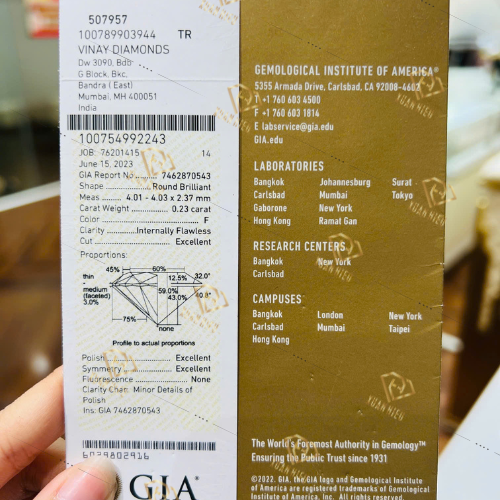 507957
100789903944 TR
VINAY DIAMONDS
Dw 3090, Bdb
G Block, Bkc,
Bandra ( East)
Mumbai, MH 400051
India
100754992243
JOB: 76201415 14
June 15, 2023
GIA Report No 7462870543
Shape Round Brilliant
Meas. 4.01 - 4.03 x 2.37 mm
Carat Weight 0.23 carat
Color F
Clarity Internally Flawless
Cut Excellent
Proportions:
45% 60%
thin - medium (faceted) 3.0%
12.5% 32.0°
59.0%
43.0% 40.8°
75%
none
Profile to actual proportions
Polish Excellent
Symmetry Excellent
Fluorescence None
Clarity Char: Minor Details of
Polish
Ins: GIA 7462870543
6039802916
GIA
GEMOLOGICAL INSTITUTE OF AMERICA®
5355 Armada Drive, Carlsbad, CA 92008-4602
T +1 760 603 4500
F +1 760 603 1814
E labservice@gia.edu
GIA.edu
LABORATORIES
Bangkok Johannesburg Surat
Carlsbad Mumbai Tokyo
Gaborone New York
Hong Kong Ramat Gan
RESEARCH CENTERS
Bangkok New York
Carlsbad
CAMPUSES
Bangkok London New York
Carlsbad Mumbai Taipei
Hong Kong
The World's Foremost Authority in Gemology™
Ensuring the Public Trust since 1931
©2022. GIA, the GIA logo and Gemological Institute
of America are registered trademarks of Gemological
Institute of America, Inc. All rights reserved.
XUAN HIEU